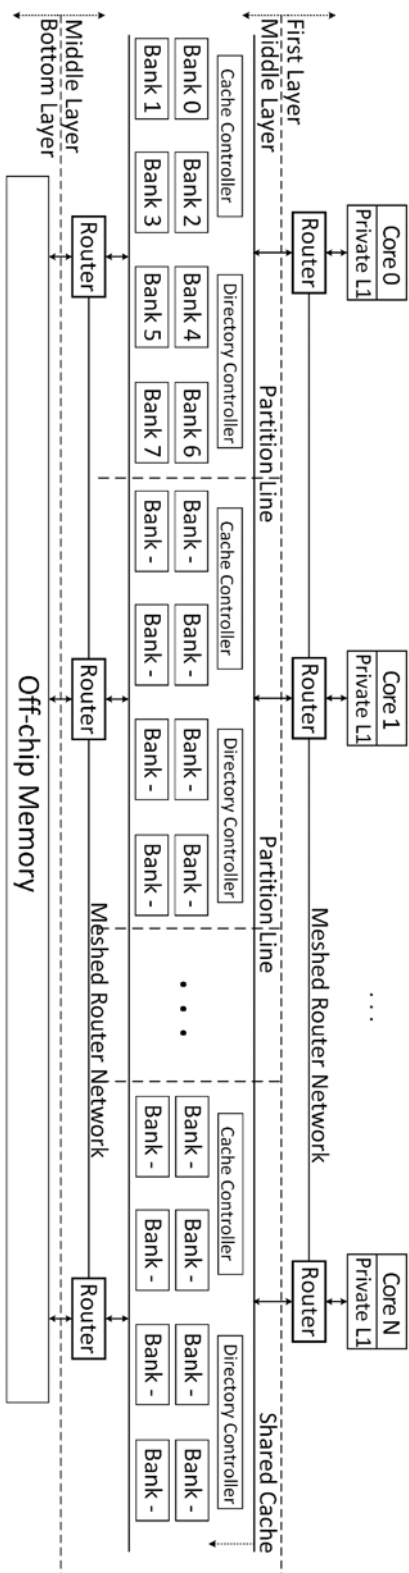 Core 0
Private L1
Core 1
Private L1
. . .
Core N
Private L1
Router
Router
Meshed Router Network
Router
First Layer
Middle Layer
Partition Line
Partition Line
Shared Cache
Cache Controller
Directory Controller
Cache Controller
Directory Controller
Cache Controller
Directory Controller
Bank 0
Bank 2
Bank 4
Bank 6
Bank -
Bank -
Bank -
Bank -
. . .
Bank -
Bank -
Bank -
Bank -
Bank 1
Bank 3
Bank 5
Bank 7
Bank -
Bank -
Bank -
Bank -
Bank -
Bank -
Bank -
Bank -
Router
Router
Meshed Router Network
Router
Middle Layer
Bottom Layer
Off-chip Memory